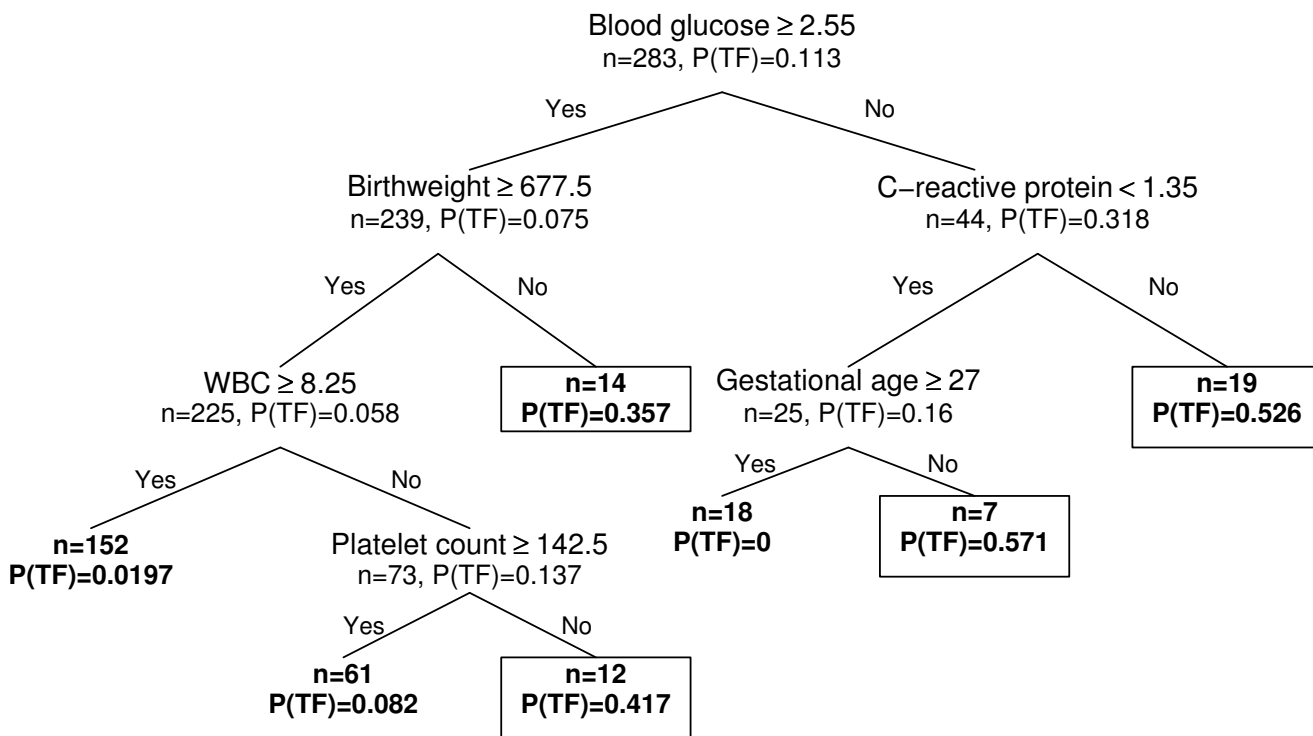 Blood glucose ≥ 2.55
n=283, P(TF)=0.113
Yes
No
Birthweight ≥ 677.5
n=239, P(TF)=0.075
C−reactive protein < 1.35
n=44, P(TF)=0.318
Yes
No
Yes
No
WBC ≥ 8.25
n=225, P(TF)=0.058
n=14
P(TF)=0.357
Gestational age ≥ 27
n=25, P(TF)=0.16
n=19
P(TF)=0.526
Yes
No
Yes
No
n=152
P(TF)=0.0197
Platelet count ≥ 142.5
n=73, P(TF)=0.137
n=18
P(TF)=0
n=7
P(TF)=0.571
Yes
No
n=61
P(TF)=0.082
n=12
P(TF)=0.417